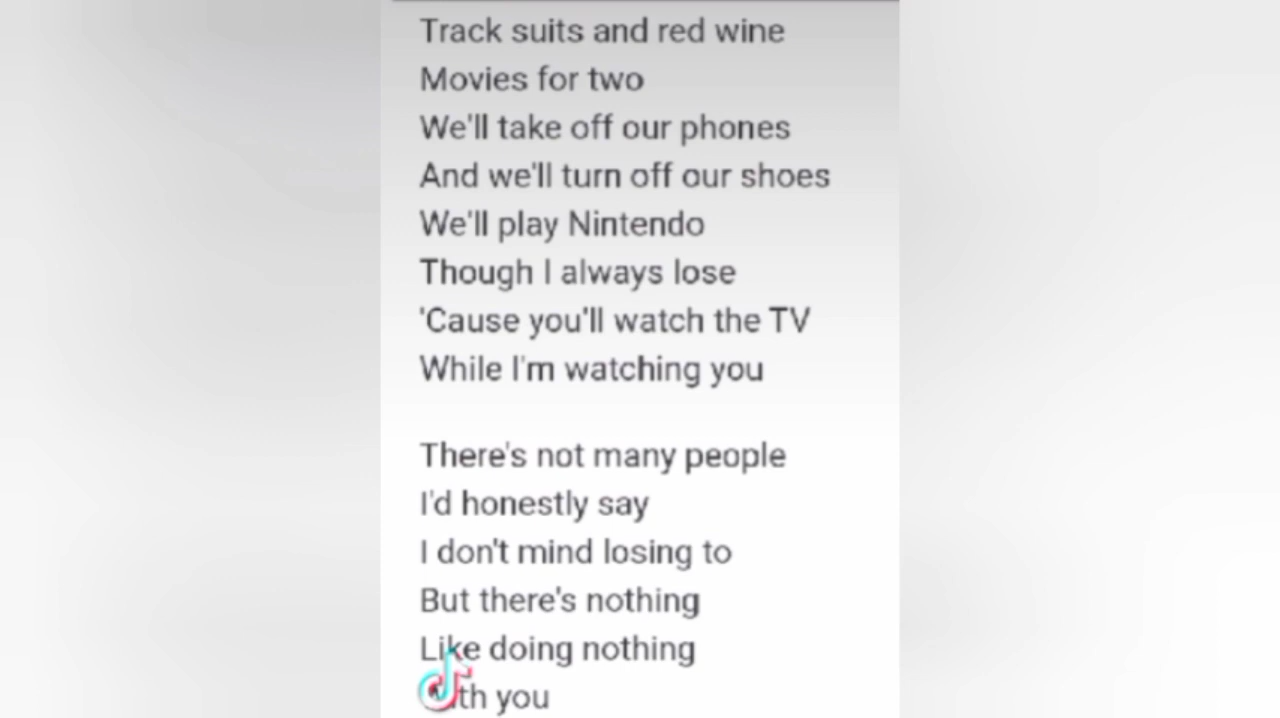 Track suits and red wine
Movies for two
We'll take off our phones
And we'll turn off our shoes
We'll play Nintendo
Though I always lose
'Cause you'll watch the TV
While I'm watching you
There's not many people
I'd honestly say
I don't mind losing to
But there's nothing
Like doing nothing
you